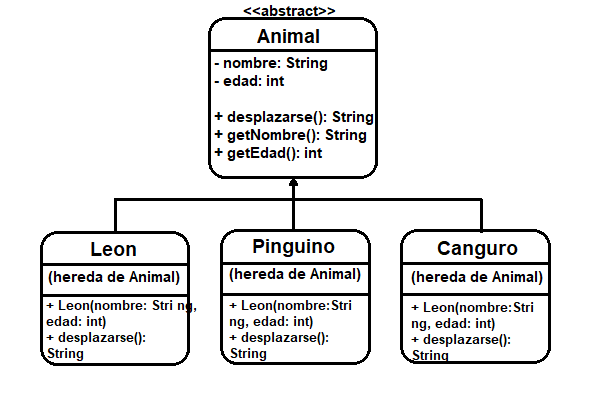 <<abstract>>
Animal
- nombre: String
- edad: int
+ desplazarse(): String
+ getNombre(): String
+ getEdad(): int
Leon
(hereda de Animal)
+ Leon(nombre: Stri ng,
edad: int)
+ desplazarse():
String
Pinguino
(hereda de Animal)
+ Leon(nombre:Stri
ng, edad: int)
+ desplazarse():
String
Canguro
(hereda de Animal)
+ Leon(nombre:Stri
ng, edad: int)
+ desplazarse():
String